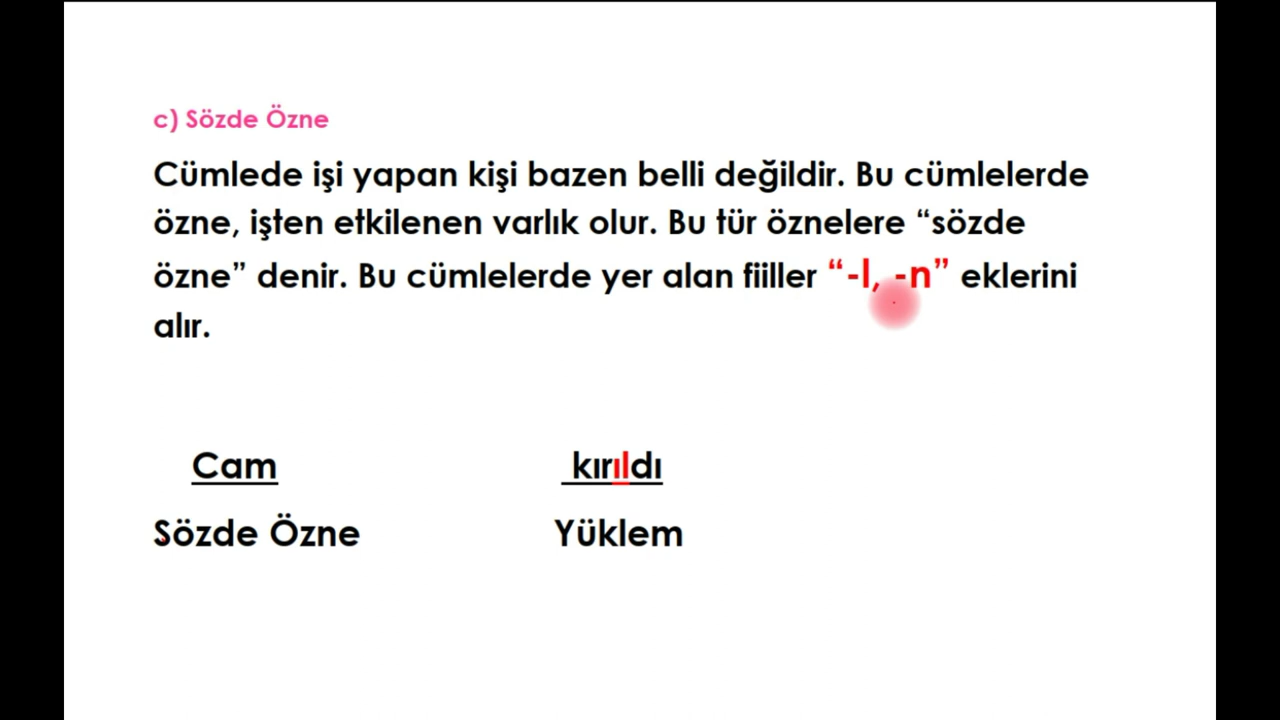 c) Sözde Özne
Cümlede işi yapan kişi bazen belli değildir. Bu cümlelerde
özne, işten etkilenen varlık olur. Bu tür öznelere “sözde
özne” denir. Bu cümlelerde yer alan fiiller “-l, -n” eklerini
alır.
Cam kırıldı
Sözde Özne Yüklem